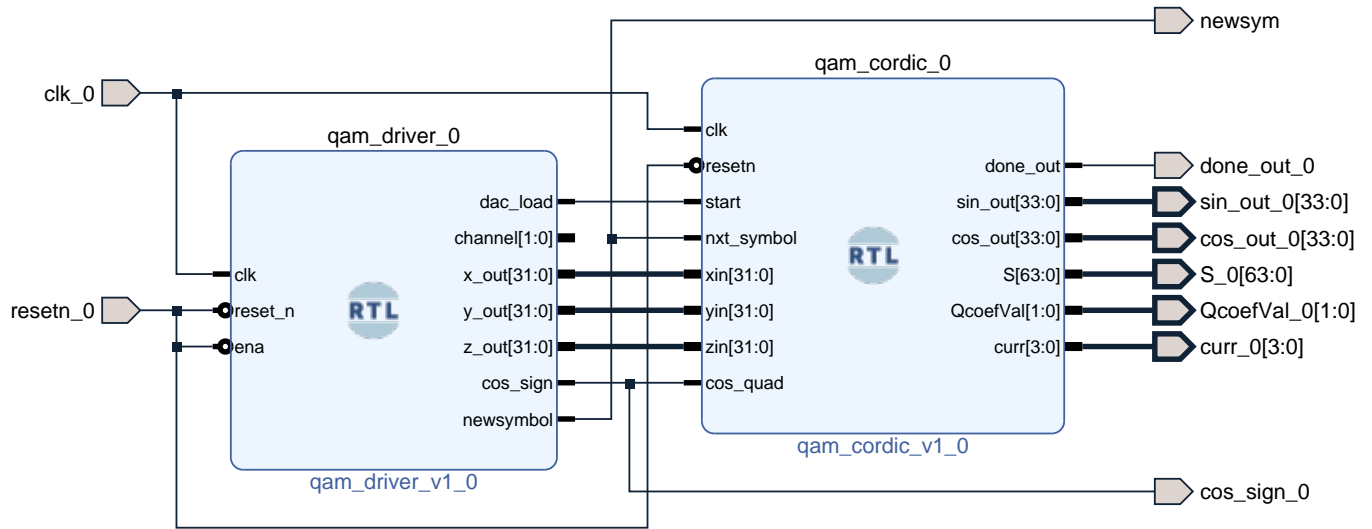 newsym
qam_cordic_0
clk_0
clk
qam_driver_0
resetn
done_out
done_out_0
dac_load
start
sin_out[33:0]
sin_out_0[33:0]
channel[1:0]
nxt_symbol
RTL
cos_out[33:0]
cos_out_0[33:0]
clk
x_out[31:0]
xin[31:0]
S[63:0]
S_0[63:0]
resetn_0
reset_n
RTL
y_out[31:0]
yin[31:0]
QcoefVal[1:0]
QcoefVal_0[1:0]
ena
z_out[31:0]
zin[31:0]
curr[3:0]
curr_0[3:0]
cos_sign
cos_quad
newsymbol
qam_cordic_v1_0
qam_driver_v1_0
cos_sign_0